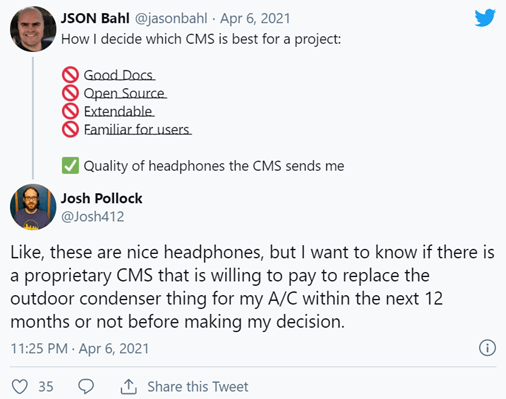 JSON Bahl @jasonbahl · Apr 6, 2021
How I decide which CMS is best for a project:
🚫 Good Docs
🚫 Open Source
🚫 Extendable
🚫 Familiar for users
✅ Quality of headphones the CMS sends me
Josh Pollock
@Josh412
Like, these are nice headphones, but I want to know if there is
a proprietary CMS that is willing to pay to replace the
outdoor condenser thing for my A/C within the next 12
months or not before making my decision.
11:25 PM · Apr 6, 2021
35 Share this Tweet